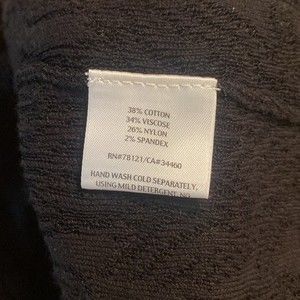 38% COTTON
34% VISCOSE
26% NYLON
2% SPANDEX
RN#78121/CA#34460
HAND WASH COLD SEPARATELY,
USING MILD DETERGENT, NO